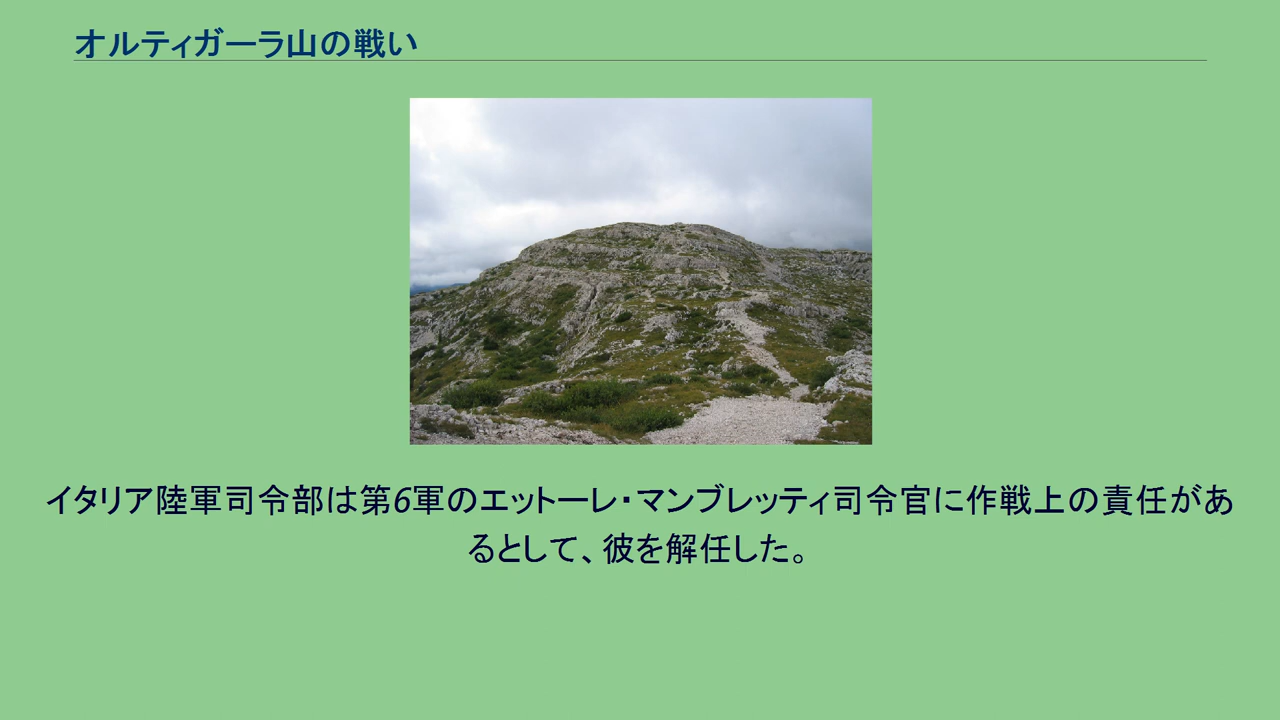 オルティガーラ山の戦い
イタリア陸軍司令部は第6軍のエットーレ・マンブレッティ司令官に作戦上の責任があ
るとして、彼を解任した。